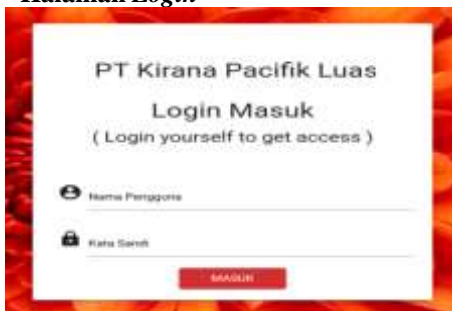 Halaman Login
PT Kirana Pacifik Luas
Login Masuk
( Login yourself to get access )
Nama Pengguna
Kata Sandi
MASUK